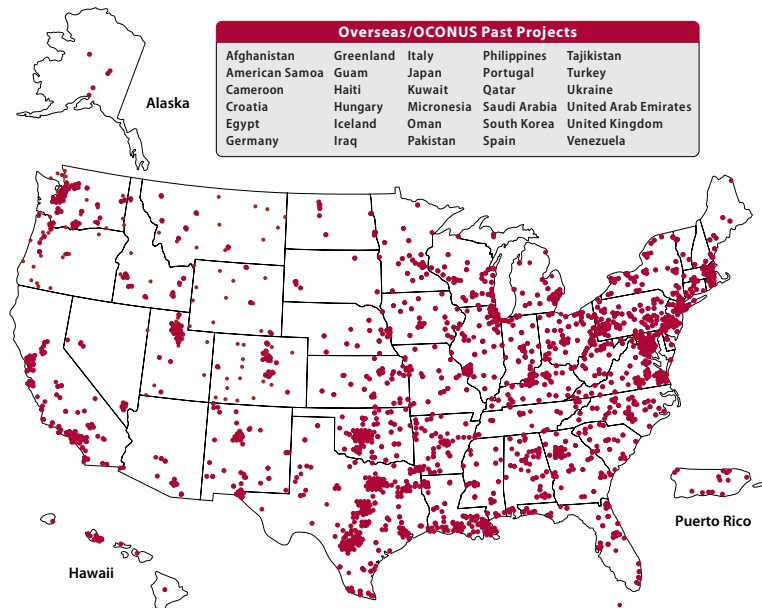 Overseas/OCONUS Past Projects
Afghanistan Greenland Italy Philippines Tajikistan
American Samoa Guam Japan Portugal Turkey
Cameroon Haiti Kuwait Qatar Ukraine
Croatia Hungary Micronesia Saudi Arabia United Arab Emirates
Egypt Iceland Oman South Korea United Kingdom
Germany Iraq Pakistan Spain Venezuela
Alaska
Puerto Rico
Hawaii